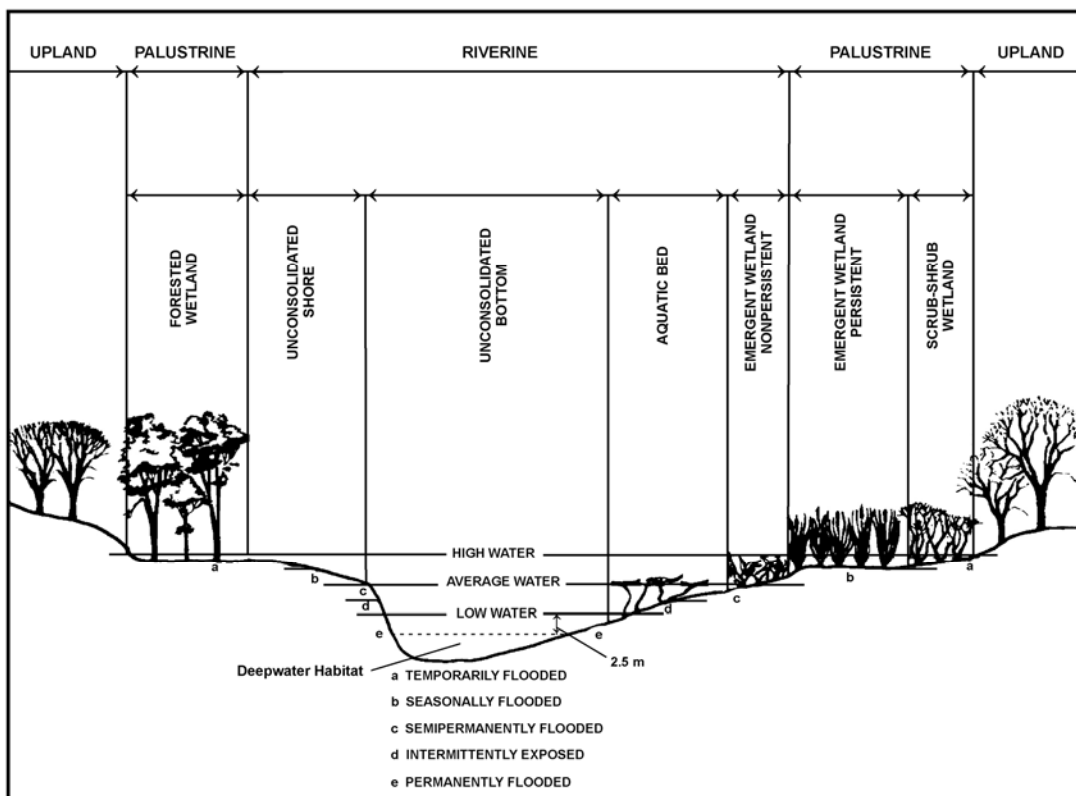 UPLAND PALUSTRINE RIVERINE PALUSTRINE UPLAND
FORESTED
WETLAND
UNCONSOLIDATED
SHORE
UNCONSOLIDATED
BOTTOM
AQUATIC BED
EMERGENT WETLAND
NONPERSISTENT
EMERGENT WETLAND
PERSISTENT
SCRUB-SHRUB
WETLAND
HIGH WATER
a
b
AVERAGE WATER
c
d
LOW WATER
e
d
c
b
a
e
2.5 m
Deepwater Habitat
a TEMPORARILY FLOODED
b SEASONALLY FLOODED
c SEMIPERMANENTLY FLOODED
d INTERMITTENTLY EXPOSED
e PERMANENTLY FLOODED